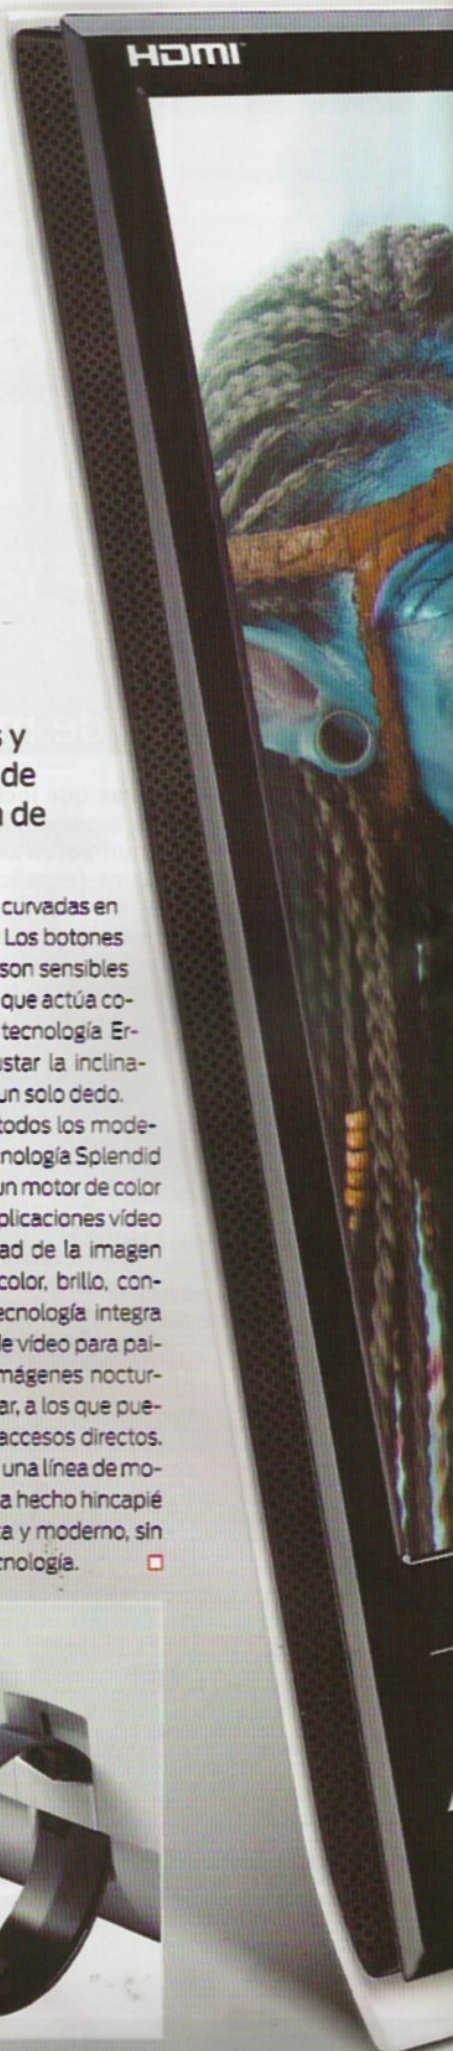 HDMI
s y
de
de
curvadas en
Los botones
son sensibles
que actúa co-
tecnología Er-
star la inclina-
un solo dedo.
todos los mode-
nología Splendid
un motor de color
plicaciones vídeo
ad de la imagen
color, brillo, con-
ecnología integra
de vídeo para pai-
mágenes noctur-
ar, a los que pue-
accesos directos.
una línea de mo-
a hecho hincapié
a y moderno, sin
cnología.